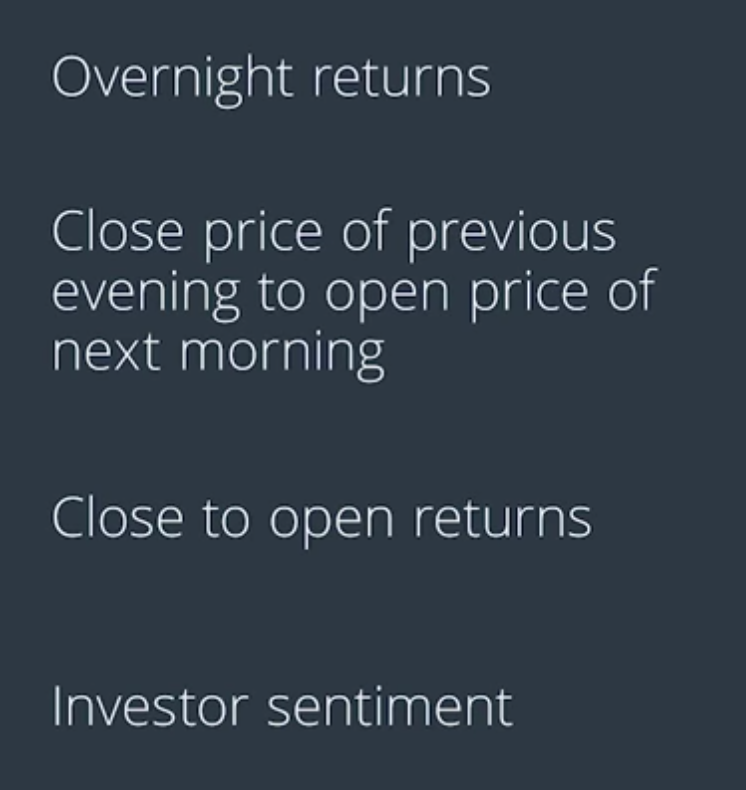 Overnight returns
Close price of previous
evening to open price of
next morning
Close to open returns
Investor sentiment